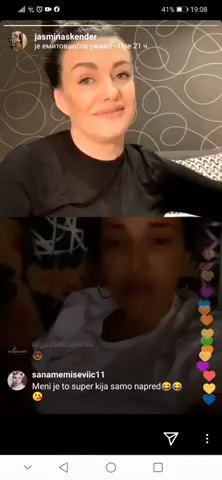 41% 19:08
jasminaskender
је емитовао/ла уживо • Пре 21 ч.
sanamemiseviic11
Meni je to super kija samo napred😂😂
😘